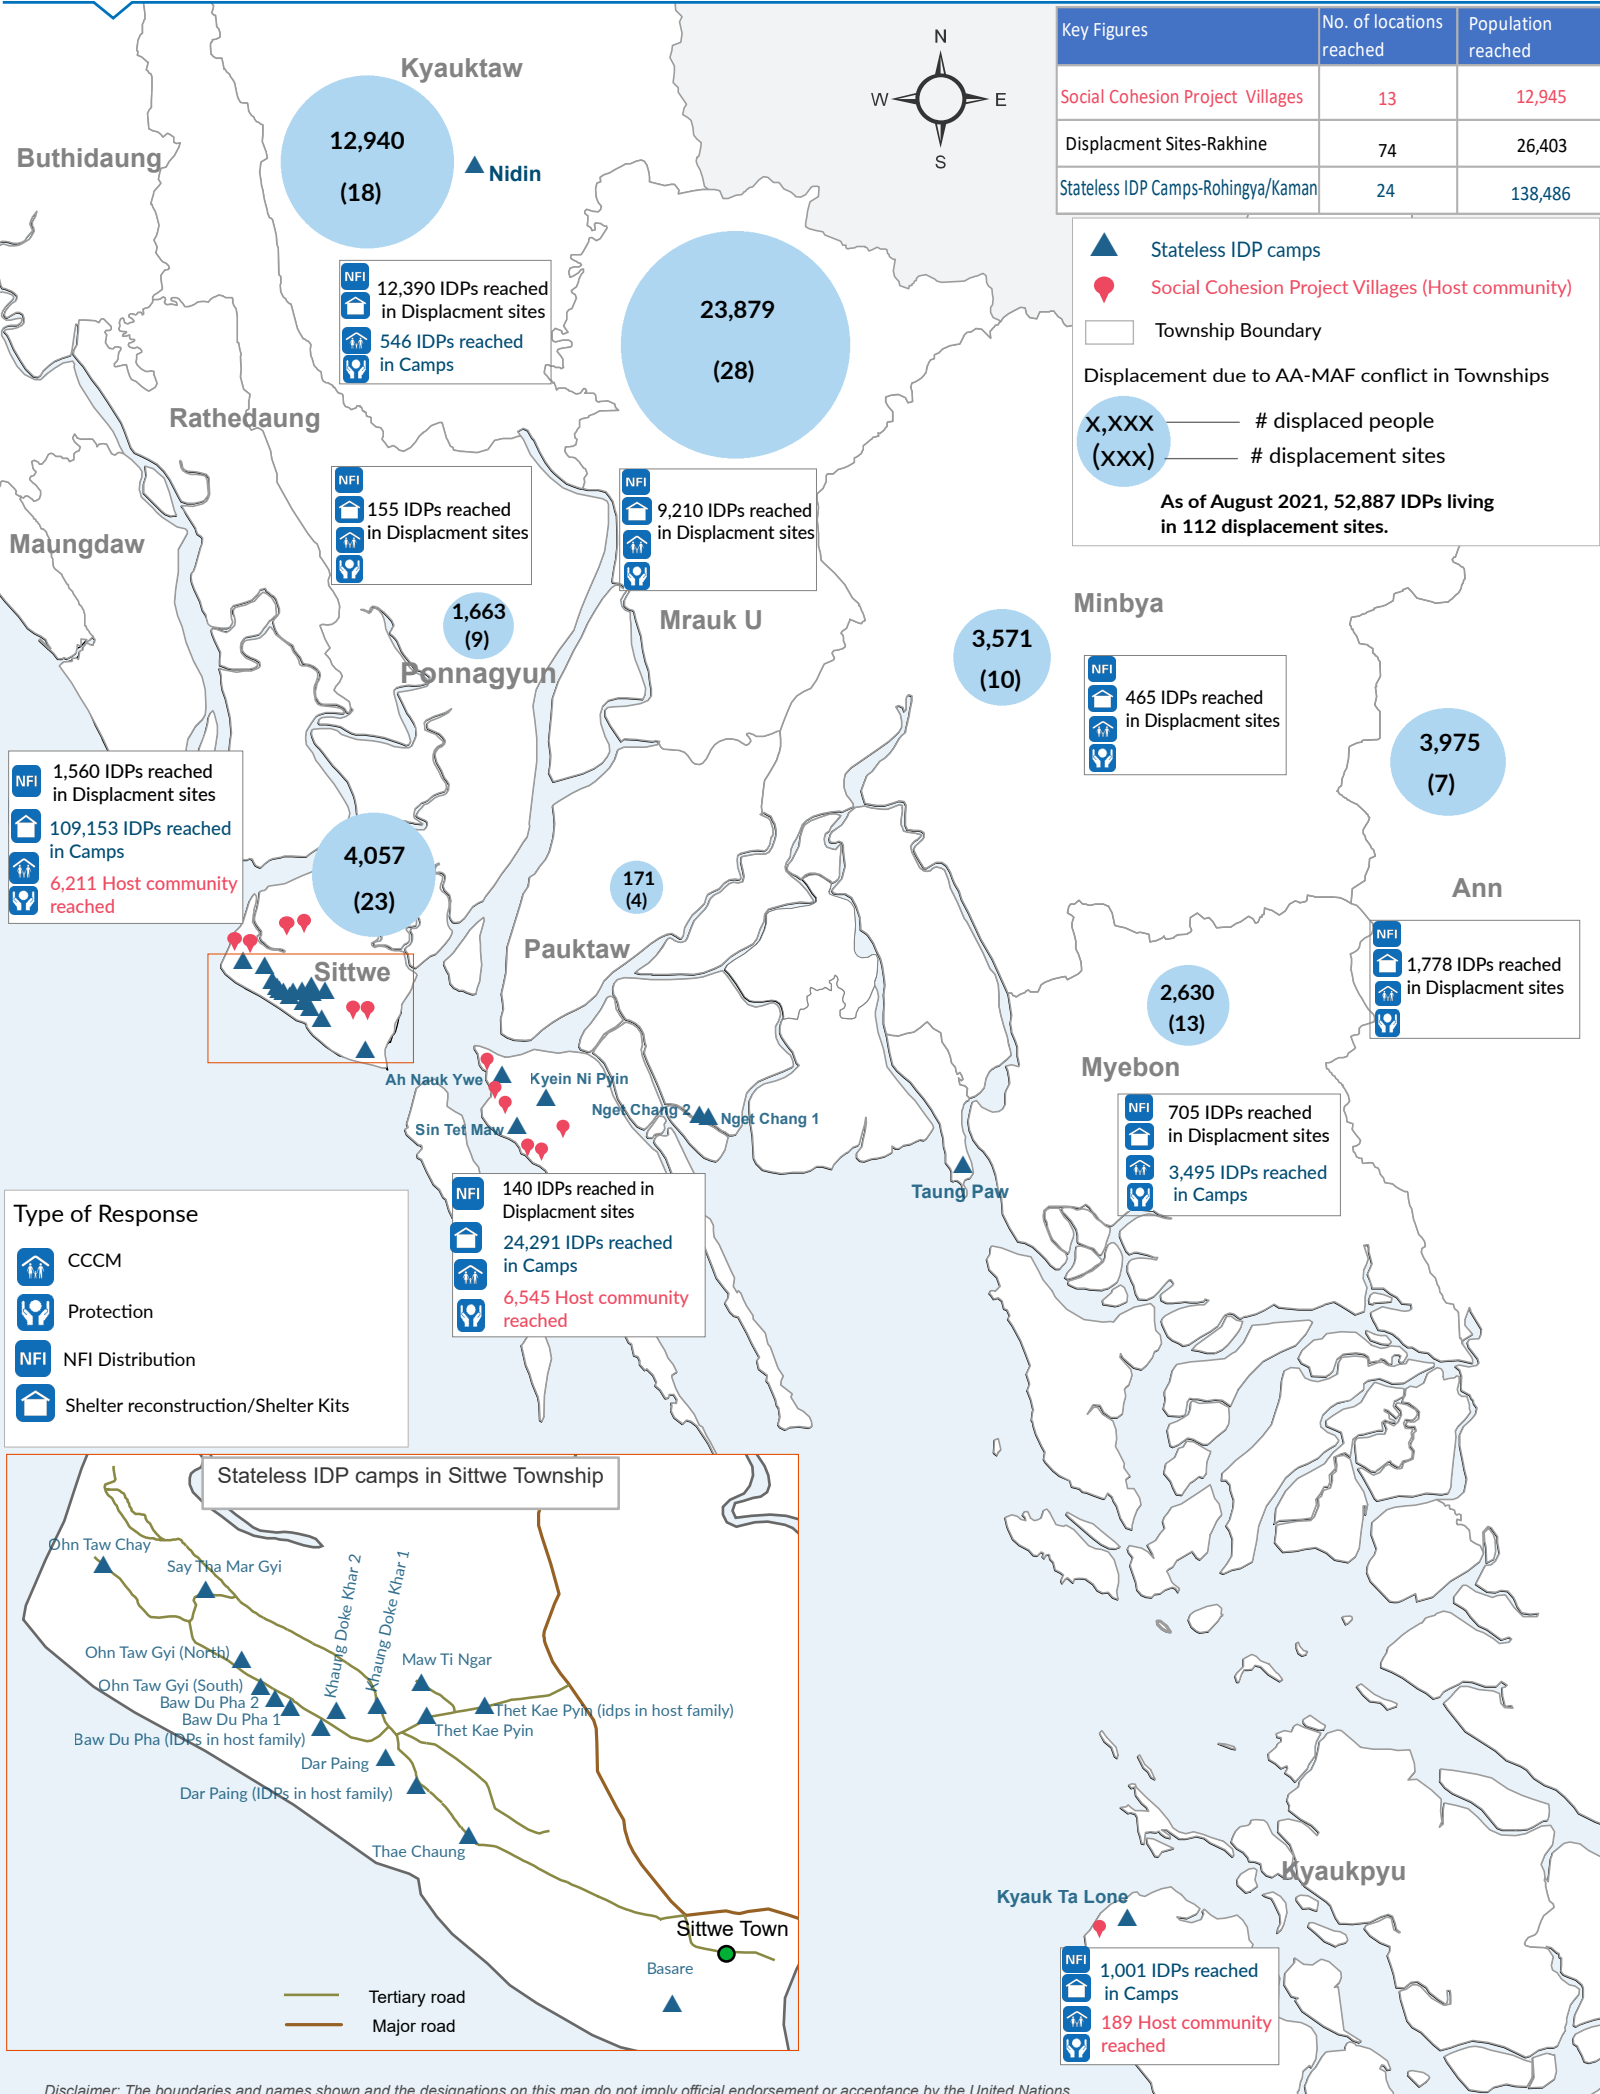 Key Figures
No. of locations
reached
Population
reached
Social Cohesion Project Villages
13
12,945
Displacment Sites-Rakhine
74
26,403
Stateless IDP Camps-Rohingya/Kaman
24
138,486
N
W
E
S
Stateless IDP camps
Social Cohesion Project Villages (Host community)
Township Boundary
Displacement due to AA-MAF conflict in Townships
x,xxx
# displaced people
(xxx)
# displacement sites
As of August 2021, 52,887 IDPs living
in 112 displacement sites.
Kyauktaw
12,940
(18)
Nidin
Buthidaung
NFI
12,390 IDPs reached
in Displacment sites
546 IDPs reached
in Camps
23,879
(28)
Rathedaung
NFI
155 IDPs reached
in Displacment sites
NFI
9,210 IDPs reached
in Displacment sites
Maungdaw
1,663
(9)
Ponnagyun
Mrauk U
Minbya
3,571
(10)
NFI
465 IDPs reached
in Displacment sites
3,975
(7)
NFI
1,560 IDPs reached
in Displacment sites
109,153 IDPs reached
in Camps
6,211 Host community
reached
4,057
(23)
171
(4)
Ann
Pauktaw
Sittwe
NFI
1,778 IDPs reached
in Displacment sites
2,630
(13)
Myebon
Ah Nauk Ywe
Kyein Ni Pyin
Nget Chang 2
Nget Chang 1
Sin Tet Maw
NFI
705 IDPs reached
in Displacment sites
3,495 IDPs reached
in Camps
Taung Paw
NFI
140 IDPs reached in
Displacment sites
24,291 IDPs reached
in Camps
6,545 Host community
reached
Type of Response
CCCM
Protection
NFI
NFI Distribution
Shelter reconstruction/Shelter Kits
Stateless IDP camps in Sittwe Township
Ohn Taw Chay
Say Tha Mar Gyi
Khaung Doke Khar 2
Khaung Doke Khar 1
Ohn Taw Gyi (North)
Maw Ti Ngar
Ohn Taw Gyi (South)
Baw Du Pha 2
Thet Kae Pyin (idps in host family)
Baw Du Pha 1
Thet Kae Pyin
Baw Du Pha (IDPs in host family)
Dar Paing
Dar Paing (IDPs in host family)
Thae Chaung
Sittwe Town
Basare
Tertiary road
Major road
Kyaukpyu
Kyauk Ta Lone
NFI
1,001 IDPs reached
in Camps
189 Host community
reached
Disclaimer: The boundaries and names shown and the designations on this map do not imply official endorsement or acceptance by the United Nations